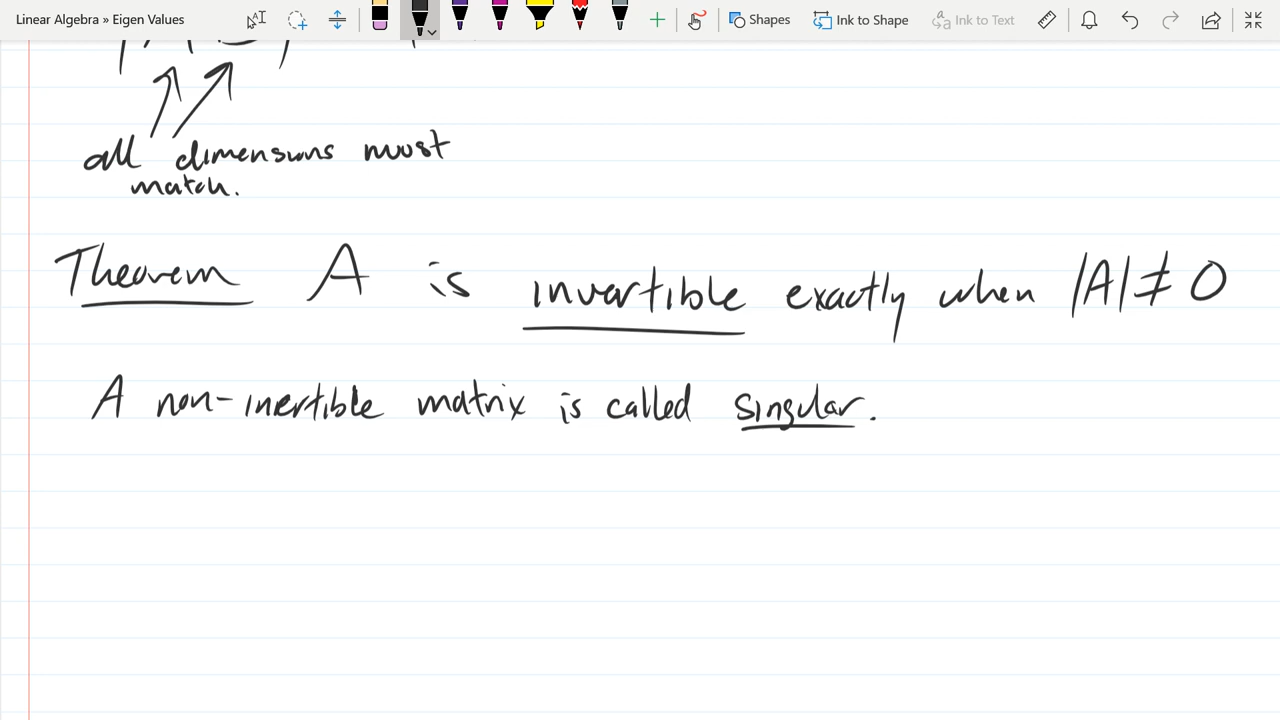 Linear Algebra » Eigen Values
Shapes
Ink to Shape
Ink to Text
all dimensions must
match.
Theorem A is invertible exactly when |A| ≠ 0
A non-inertible matrix is called singular.